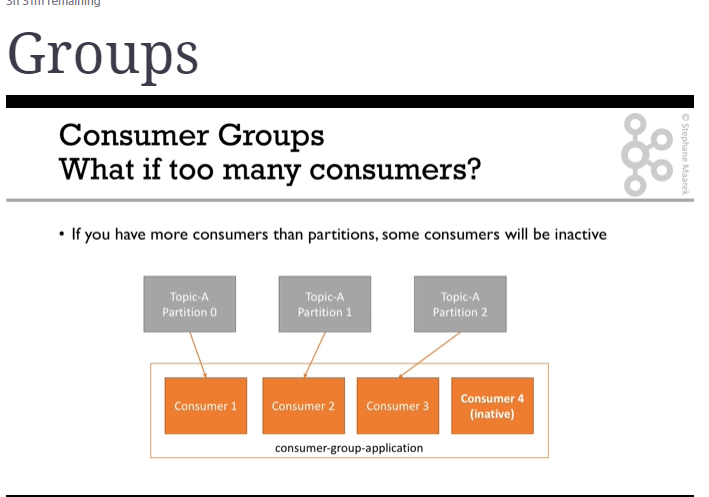 3h 31m remaining
Groups
Consumer Groups
What if too many consumers?
© Stephane Maarek
• If you have more consumers than partitions, some consumers will be inactive
Topic-A
Partition 0
Topic-A
Partition 1
Topic-A
Partition 2
Consumer 1
Consumer 2
Consumer 3
Consumer 4
(inative)
consumer-group-application